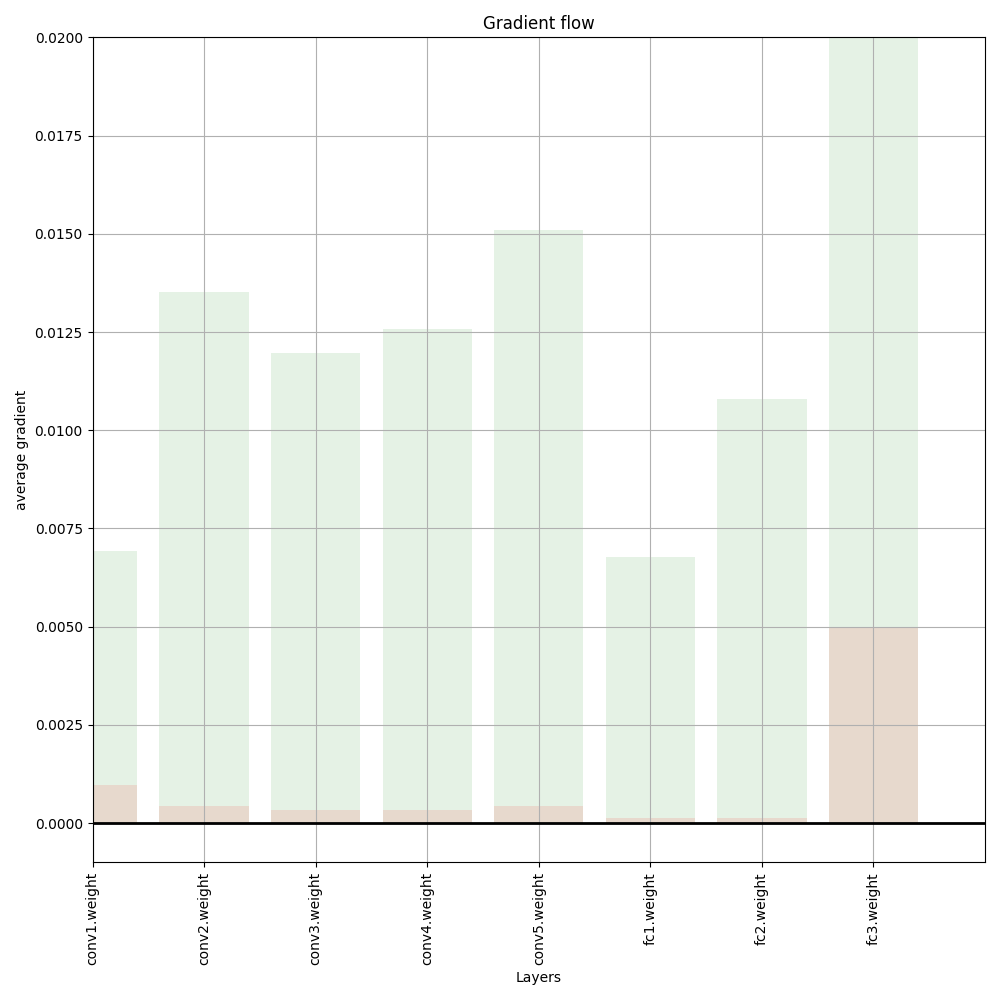 Gradient flow
0.0200
0.0175
0.0150
0.0125
0.0100
0.0075
0.0050
0.0025
0.0000
average gradient
conv1.weight
conv2.weight
conv3.weight
conv4.weight
conv5.weight
fc1.weight
fc2.weight
fc3.weight
Layers